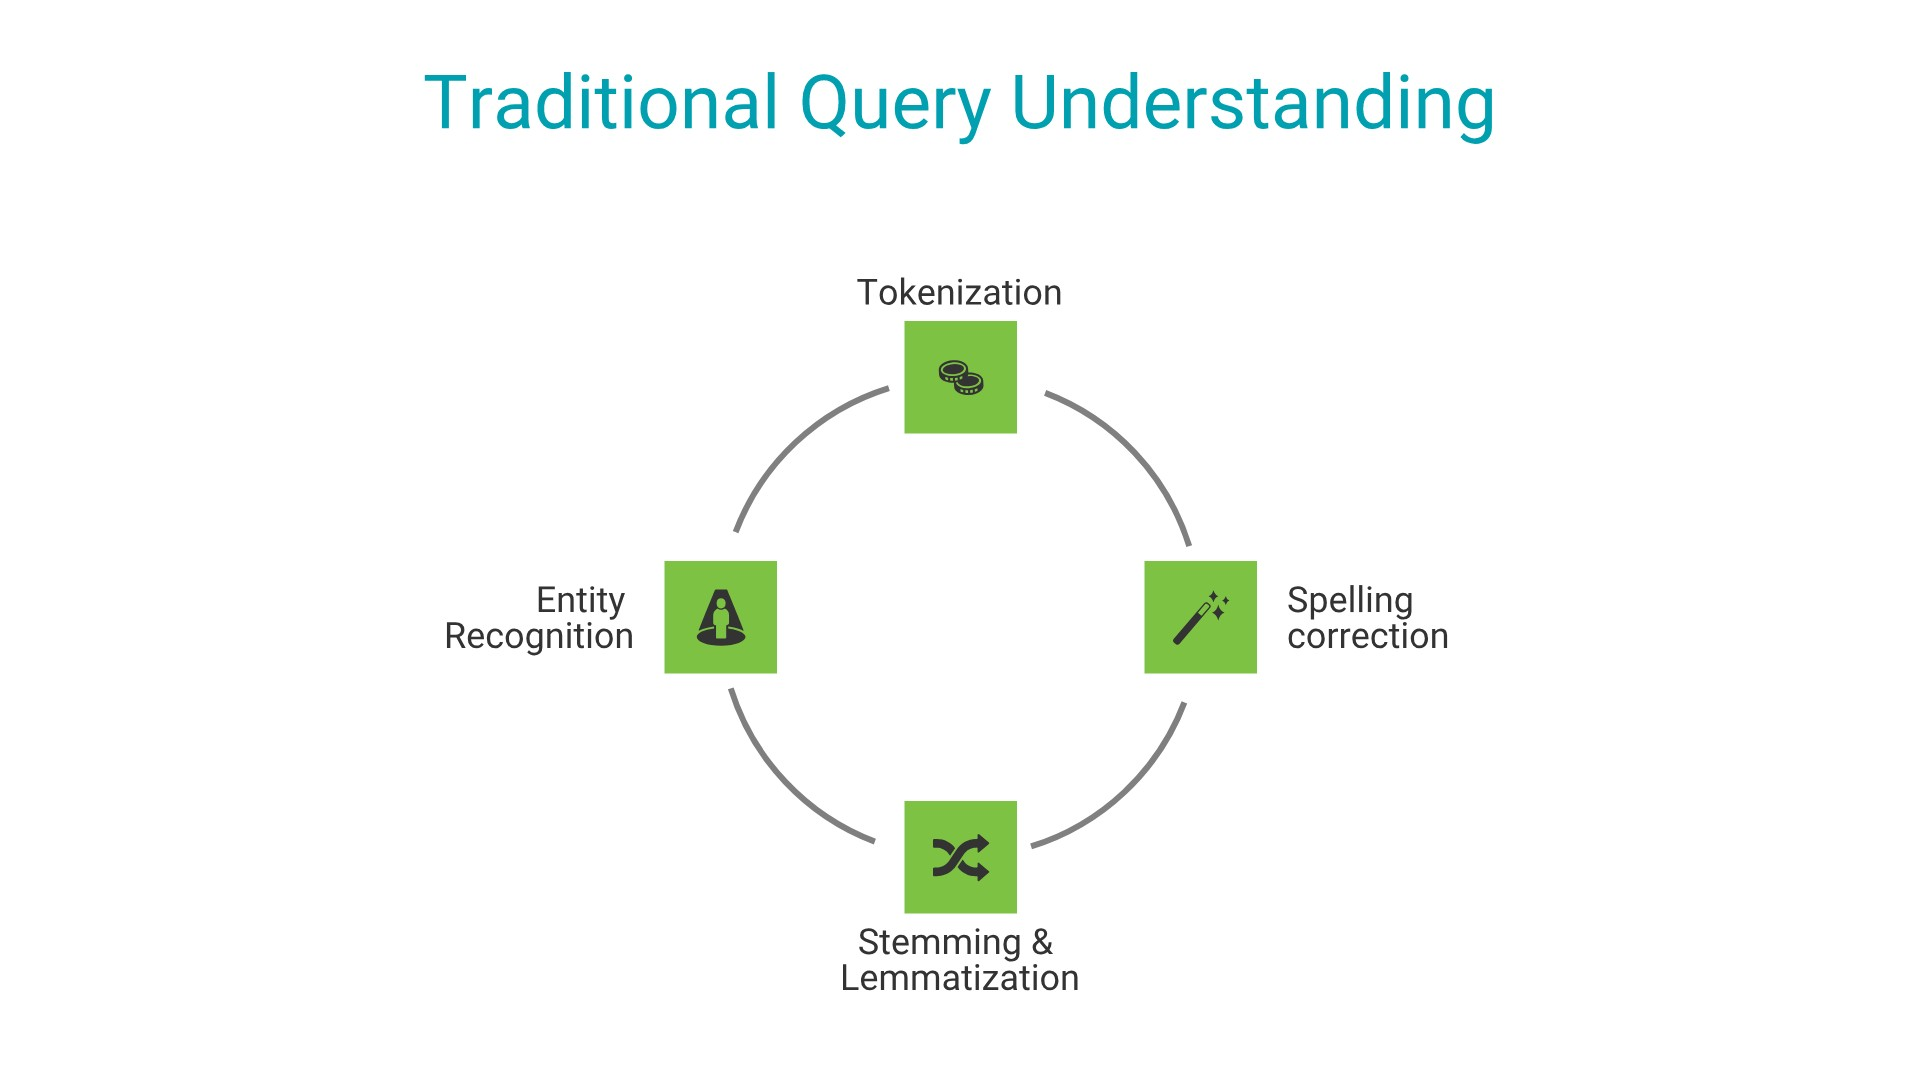 Traditional Query Understanding
Tokenization
Entity
Recognition
Spelling
correction
Stemming &
Lemmatization